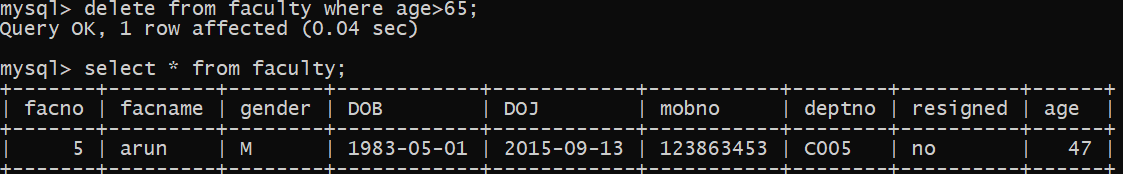 mysql> delete from faculty where age>65;
Query OK, 1 row affected (0.04 sec)
mysql> select * from faculty;
+-------+---------+--------+------------+------------+-----------+--------+----------+------+
| facno | facname | gender | DOB        | DOJ        | mobno     | deptno | resigned | age  |
+-------+---------+--------+------------+------------+-----------+--------+----------+------+
|     5 | arun    | M      | 1983-05-01 | 2015-09-13 | 123863453 | C005   | no       |   47 |
+-------+---------+--------+------------+------------+-----------+--------+----------+------+